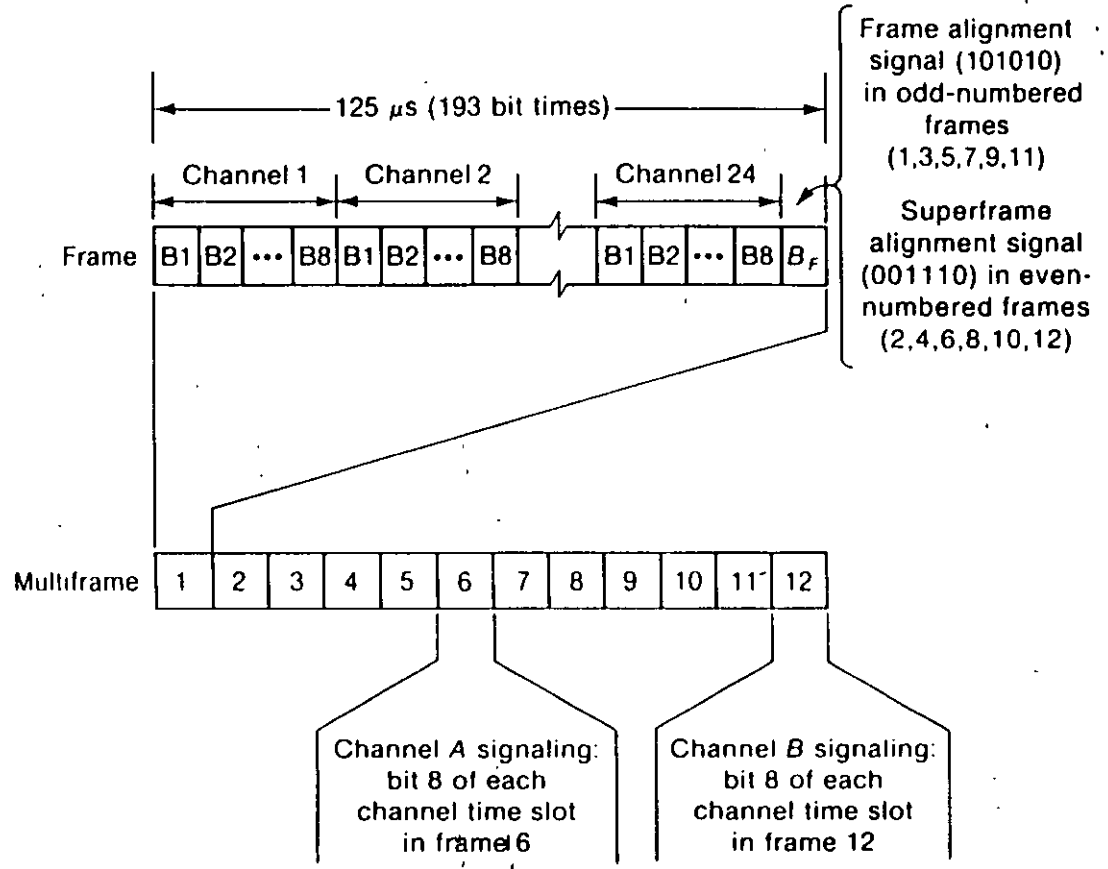 Frame alignment
signal (101010)
in odd-numbered
frames
(1,3,5,7,9,11)
Superframe
alignment signal
(001110) in even-
numbered frames
(2,4,6,8,10,12)
125 μs (193 bit times)
Channel 1
Channel 2
Channel 24
Frame B1 B2 ••• B8 B1 B2 ••• B8 B1 B2 ••• B8 B_F
Multiframe 1 2 3 4 5 6 7 8 9 10 11 12
Channel A signaling:
bit 8 of each
channel time slot
in frame 6
Channel B signaling:
bit 8 of each
channel time slot
in frame 12